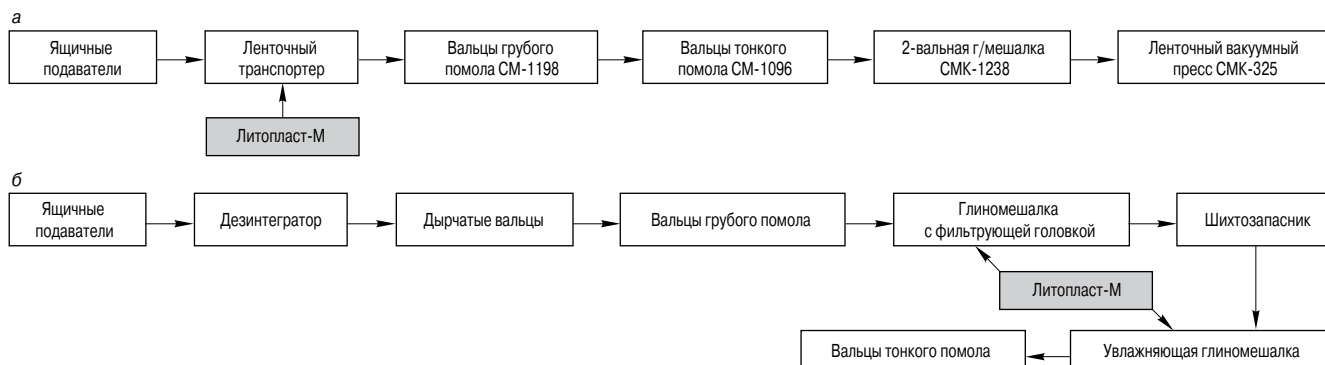 а
Ящичные
подаватели
Ленточный
транспортер
Вальцы грубого
помола СМ-1198
Вальцы тонкого
помола СМ-1096
2-вальная г/мешалка
СМК-1238
Ленточный вакуумный
пресс СМК-325
Литопласт-М
б
Ящичные
подаватели
Дезинтегратор
Дырчатые вальцы
Вальцы грубого помола
Глиномешалка
с фильтрующей головкой
Шихтозапасник
Литопласт-М
Вальцы тонкого помола
Увлажняющая глиномешалка